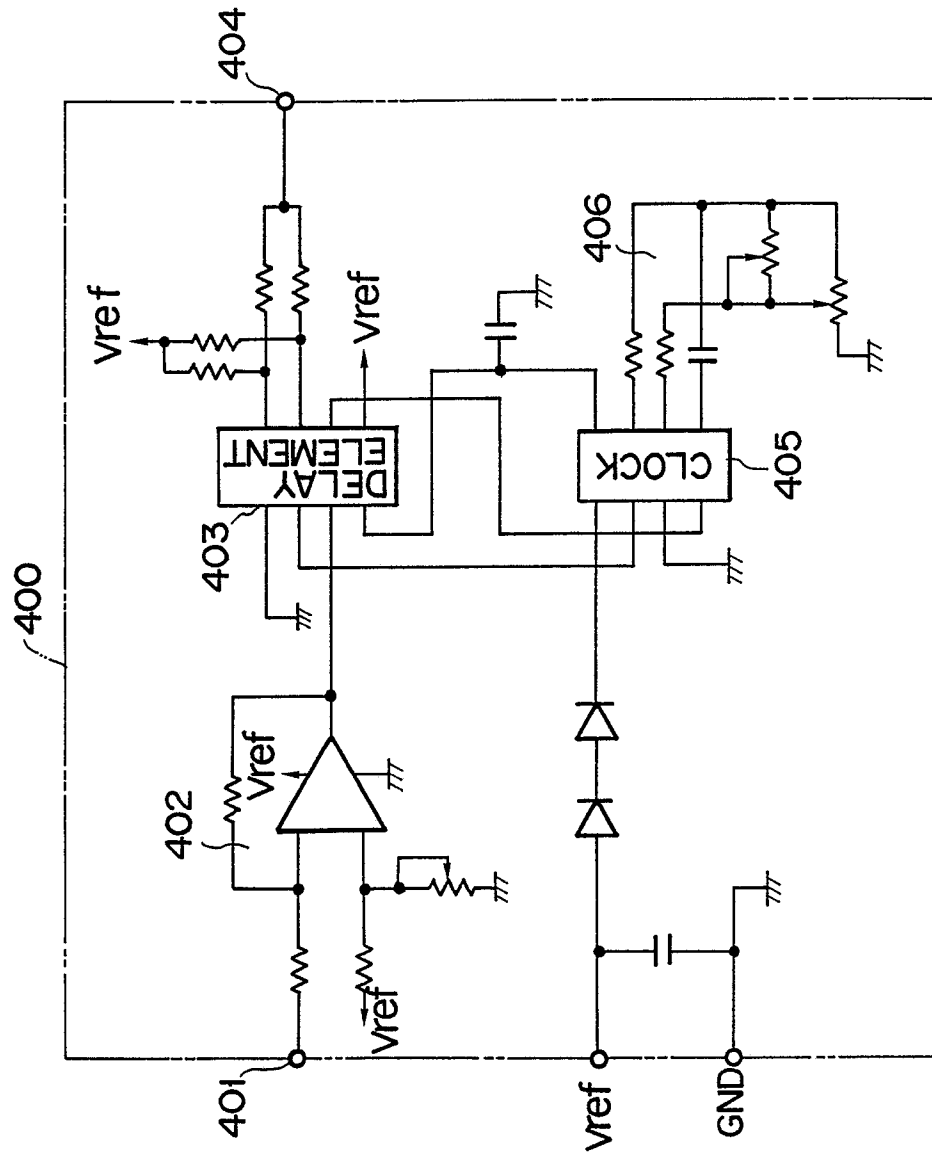 400
401
402
Vref
Vref
403
DELAY
ELEMENT
Vref
Vref
404
Vref
GND
CLOCK
405
406